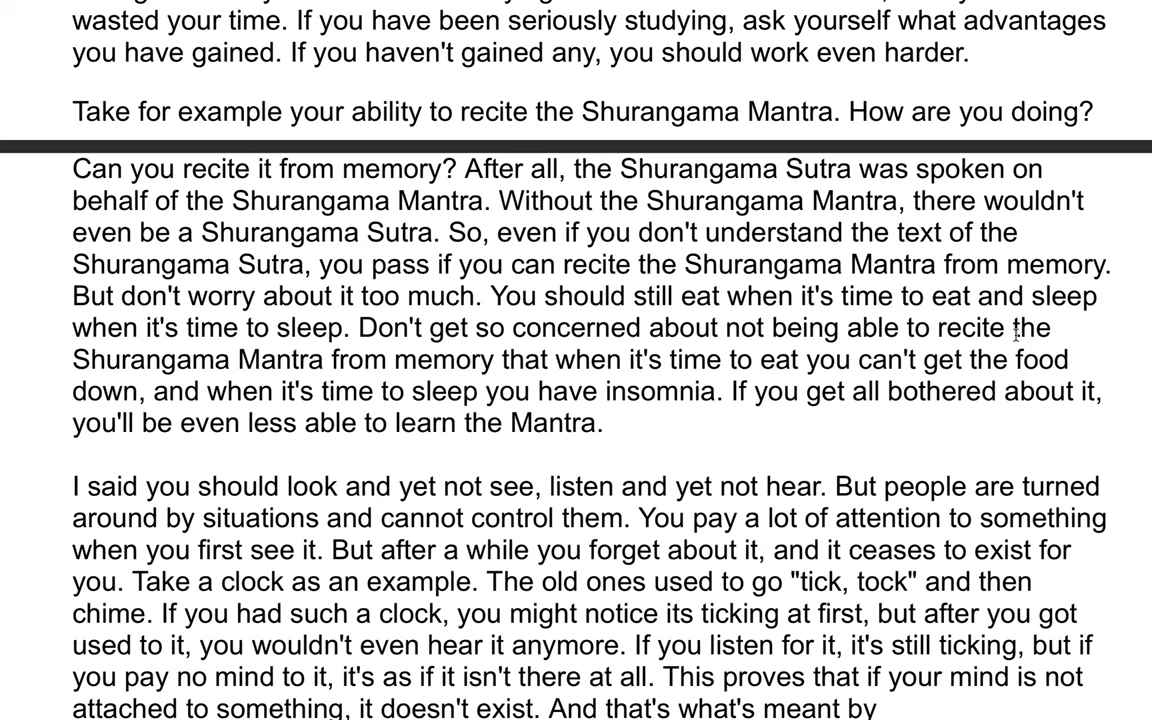 wasted your time. If you have been seriously studying, ask yourself what advantages
you have gained. If you haven't gained any, you should work even harder.
Take for example your ability to recite the Shurangama Mantra. How are you doing?
Can you recite it from memory? After all, the Shurangama Sutra was spoken on
behalf of the Shurangama Mantra. Without the Shurangama Mantra, there wouldn't
even be a Shurangama Sutra. So, even if you don't understand the text of the
Shurangama Sutra, you pass if you can recite the Shurangama Mantra from memory.
But don't worry about it too much. You should still eat when it's time to eat and sleep
when it's time to sleep. Don't get so concerned about not being able to recite the
Shurangama Mantra from memory that when it's time to eat you can't get the food
down, and when it's time to sleep you have insomnia. If you get all bothered about it,
you'll be even less able to learn the Mantra.
I said you should look and yet not see, listen and yet not hear. But people are turned
around by situations and cannot control them. You pay a lot of attention to something
when you first see it. But after a while you forget about it, and it ceases to exist for
you. Take a clock as an example. The old ones used to go "tick, tock" and then
chime. If you had such a clock, you might notice its ticking at first, but after you got
used to it, you wouldn't even hear it anymore. If you listen for it, it's still ticking, but if
you pay no mind to it, it's as if it isn't there at all. This proves that if your mind is not
attached to something, it doesn't exist. And that's what's meant by